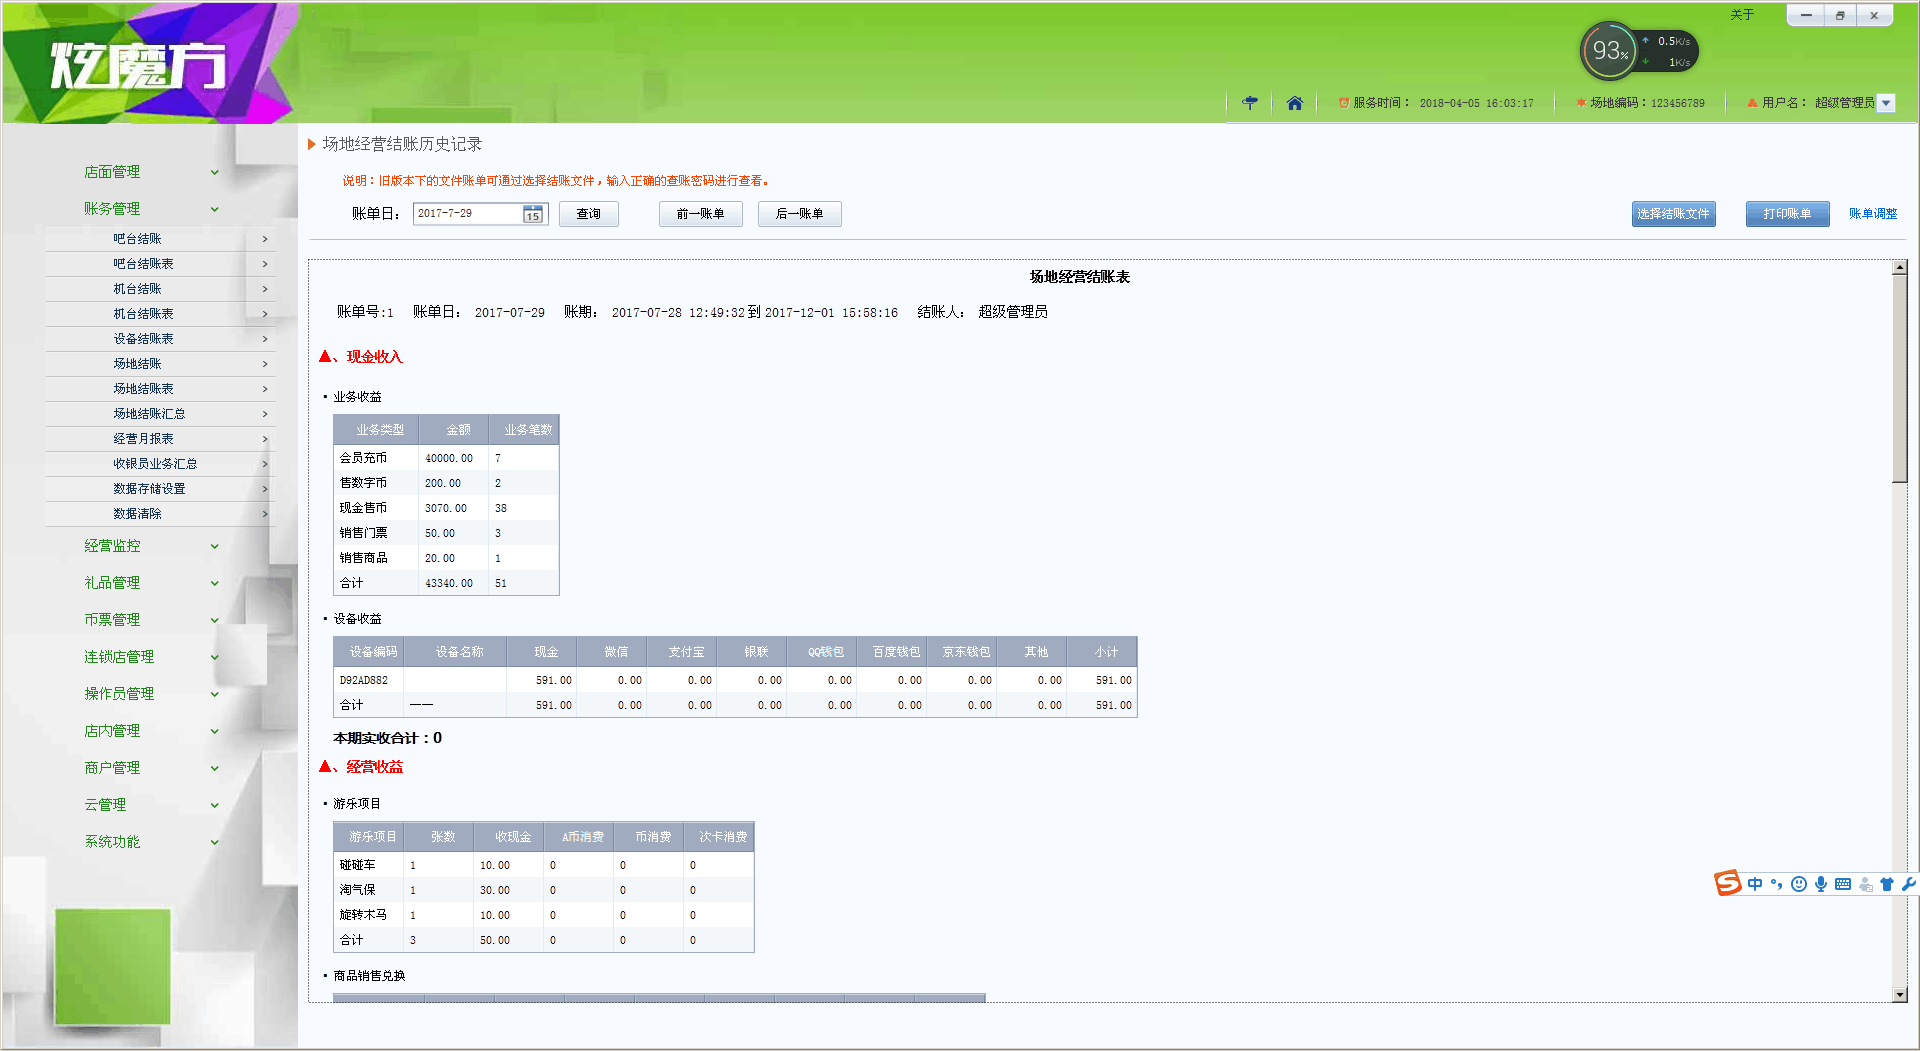 关于
炫魔方
93%
0.5K/s
1K/s
服务时间： 2018-04-05 16:03:17
场地编码：123456789
用户名： 超级管理员
店面管理
账务管理
吧台结账
吧台结账表
机台结账
机台结账表
设备结账表
场地结账
场地结账表
场地结账汇总
经营月报表
收银员业务汇总
数据存储设置
数据清除
经营监控
礼品管理
币票管理
连锁店管理
操作员管理
店内管理
商户管理
云管理
系统功能
场地经营结账历史记录
说明：旧版本下的文件账单可通过选择结账文件，输入正确的查账密码进行查看。
账单日： 2017-7-29 15 查询 前一账单 后一账单 选择结账文件 打印账单 账单调整
场地经营结账表
账单号:1 账单日： 2017-07-29 账期： 2017-07-28 12:49:32到2017-12-01 15:58:16 结账人： 超级管理员
▲、现金收入
▪ 业务收益
业务类型 金额 业务笔数
会员充币 40000.00 7
售数字币 200.00 2
现金售币 3070.00 38
销售门票 50.00 3
销售商品 20.00 1
合计 43340.00 51
▪ 设备收益
设备编码 设备名称 现金 微信 支付宝 银联 QQ钱包 百度钱包 京东钱包 其他 小计
D92AD882 591.00 0.00 0.00 0.00 0.00 0.00 0.00 0.00 591.00
合计 —— 591.00 0.00 0.00 0.00 0.00 0.00 0.00 0.00 591.00
本期实收合计：0
▲、经营收益
▪ 游乐项目
游乐项目 张数 收现金 A币消费 币消费 次卡消费
碰碰车 1 10.00 0 0 0
淘气保 1 30.00 0 0 0
旋转木马 1 10.00 0 0 0
合计 3 50.00 0 0 0
▪ 商品销售兑换
S 中